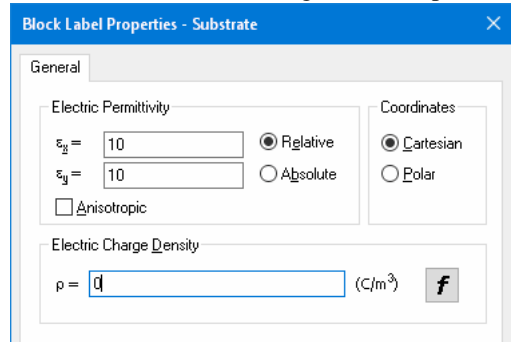 Block Label Properties - Substrate
General
Electric Permittivity
εx = 10
Relative
εy = 10
Absolute
Anisotropic
Coordinates
Cartesian
Polar
Electric Charge Density
ρ = 0 (C/m³) f